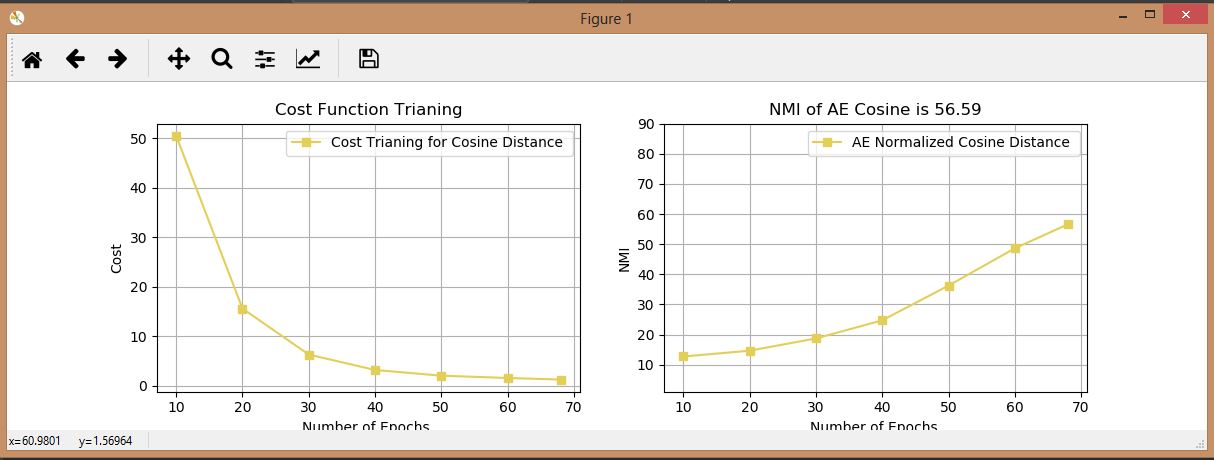 Figure 1
Cost Function Trianing
50
40
30
20
10
0
Cost
Cost Trianing for Cosine Distance
10 20 30 40 50 60 70
Number of Epochs
NMI of AE Cosine is 56.59
90
80
70
60
50
40
30
20
10
NMI
AE Normalized Cosine Distance
10 20 30 40 50 60 70
Number of Epochs
x=60.9801 y=1.56964